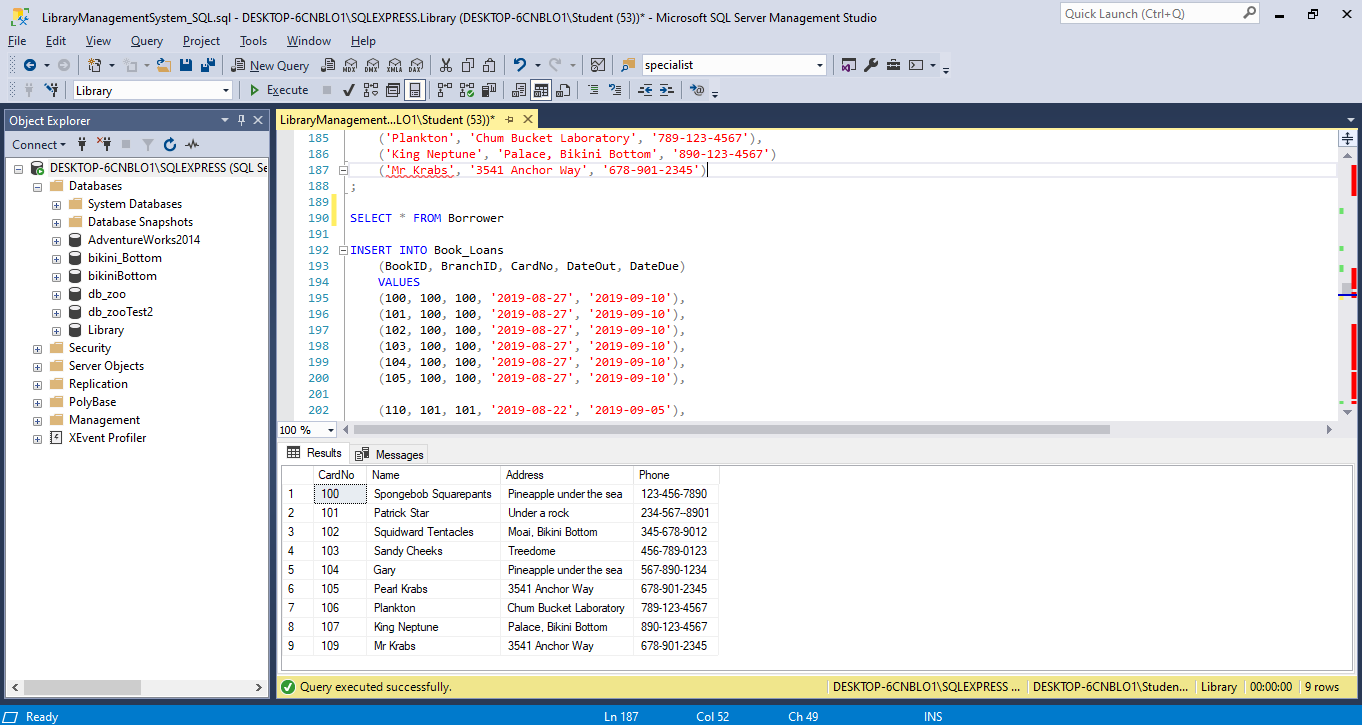 LibraryManagementSystem_SQL.sql - DESKTOP-6CNBLO1\SQLEXPRESS.Library (DESKTOP-6CNBLO1\Student (53))* - Microsoft SQL Server Management Studio
Quick Launch (Ctrl+Q)
File Edit View Query Project Tools Window Help
New Query MDX DMX XMLA DAX specialist
Library Execute
Object Explorer
Connect
DESKTOP-6CNBLO1\SQLEXPRESS (SQL Se
Databases
System Databases
Database Snapshots
AdventureWorks2014
bikini_Bottom
bikiniBottom
db_zoo
db_zooTest2
Library
Security
Server Objects
Replication
PolyBase
Management
XEvent Profiler
LibraryManagement...LO1\Student (53))*
185 ('Plankton', 'Chum Bucket Laboratory', '789-123-4567'),
186 ('King Neptune', 'Palace, Bikini Bottom', '890-123-4567')
187 ('Mr Krabs', '3541 Anchor Way', '678-901-2345')
188 ;
189
190 SELECT * FROM Borrower
191
192 INSERT INTO Book_Loans
193 (BookID, BranchID, CardNo, DateOut, DateDue)
194 VALUES
195 (100, 100, 100, '2019-08-27', '2019-09-10'),
196 (101, 100, 100, '2019-08-27', '2019-09-10'),
197 (102, 100, 100, '2019-08-27', '2019-09-10'),
198 (103, 100, 100, '2019-08-27', '2019-09-10'),
199 (104, 100, 100, '2019-08-27', '2019-09-10'),
200 (105, 100, 100, '2019-08-27', '2019-09-10'),
201
202 (110, 101, 101, '2019-08-22', '2019-09-05'),
100 %
Results Messages
CardNo Name Address Phone
1 100 Spongebob Squarepants Pineapple under the sea 123-456-7890
2 101 Patrick Star Under a rock 234-567--8901
3 102 Squidward Tentacles Moai, Bikini Bottom 345-678-9012
4 103 Sandy Cheeks Treedome 456-789-0123
5 104 Gary Pineapple under the sea 567-890-1234
6 105 Pearl Krabs 3541 Anchor Way 678-901-2345
7 106 Plankton Chum Bucket Laboratory 789-123-4567
8 107 King Neptune Palace, Bikini Bottom 890-123-4567
9 109 Mr Krabs 3541 Anchor Way 678-901-2345
Query executed successfully. DESKTOP-6CNBLO1\SQLEXPRESS ... DESKTOP-6CNBLO1\Studen... Library 00:00:00 9 rows
Ready Ln 187 Col 52 Ch 49 INS